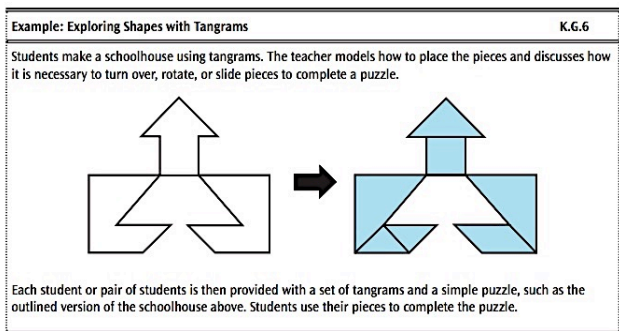 Example: Exploring Shapes with Tangrams K.G.6
Students make a schoolhouse using tangrams. The teacher models how to place the pieces and discusses how
it is necessary to turn over, rotate, or slide pieces to complete a puzzle.
Each student or pair of students is then provided with a set of tangrams and a simple puzzle, such as the
outlined version of the schoolhouse above. Students use their pieces to complete the puzzle.